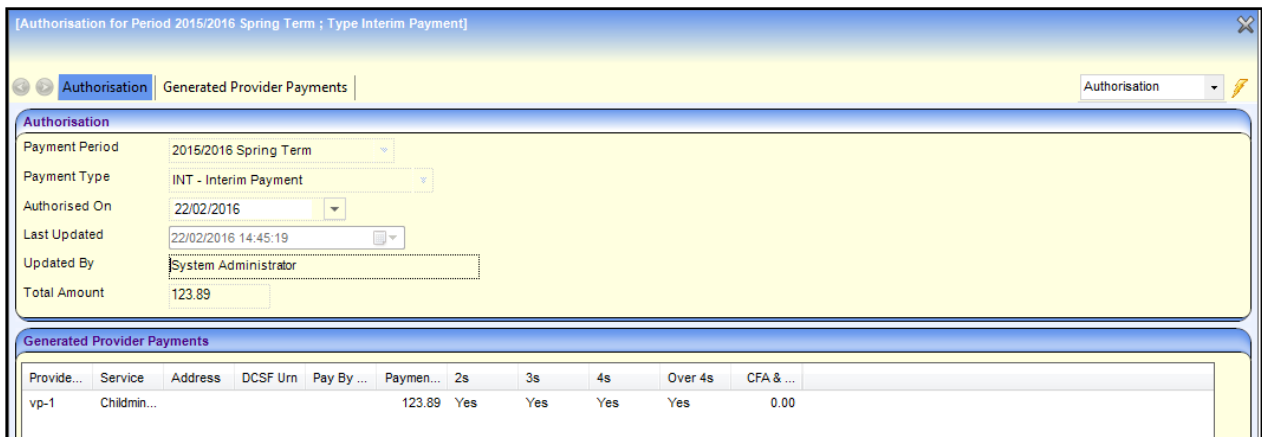 [Authorisation for Period 2015/2016 Spring Term ; Type Interim Payment]
Authorisation Generated Provider Payments Authorisation
Authorisation
Payment Period 2015/2016 Spring Term
Payment Type INT - Interim Payment
Authorised On 22/02/2016
Last Updated 22/02/2016 14:45:19
Updated By System Administrator
Total Amount 123.89
Generated Provider Payments
Provide... Service Address DCSF Urn Pay By ... Paymen... 2s 3s 4s Over 4s CFA & ...
vp-1 Childmin... 123.89 Yes Yes Yes Yes 0.00